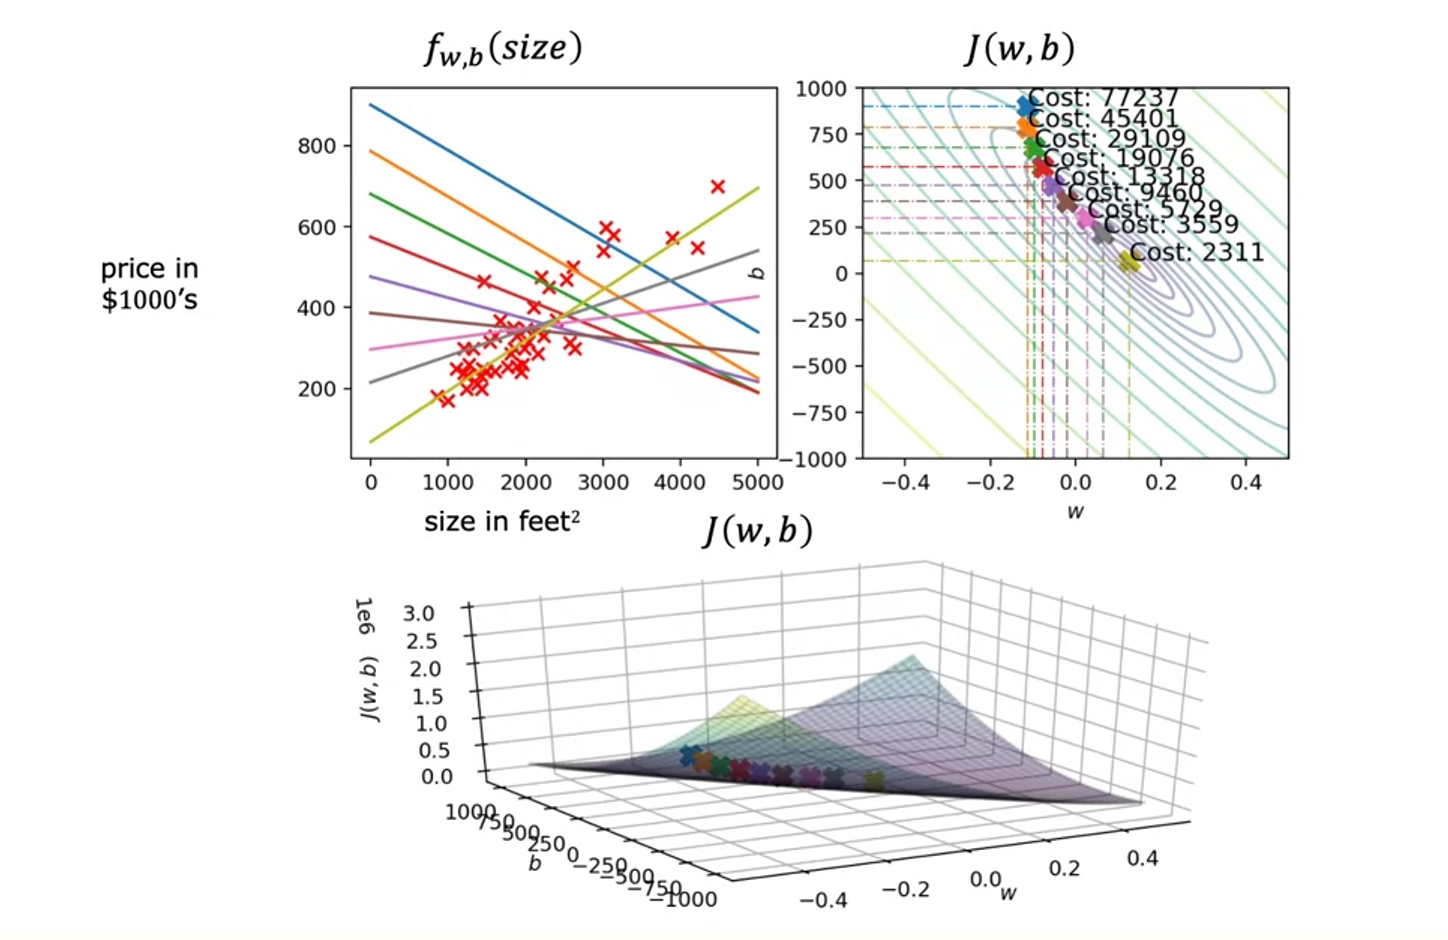 f_{w,b}(size)
J(w,b)
800
600
400
200
price in
$1000's
0 1000 2000 3000 4000 5000
size in feet²
1000
750
500
250
0
−250
−500
−750
−1000
b
Cost: 77237
Cost: 45401
Cost: 29109
Cost: 19076
Cost: 13318
Cost: 9460
Cost: 5729
Cost: 3559
Cost: 2311
−0.4 −0.2 0.0 0.2 0.4
w
J(w,b)
1e6
J(w, b)
3.0
2.5
2.0
1.5
1.0
0.5
0.0
1000
750
500
250
0
−250
−500
−750
−1000
b
−0.4 −0.2 0.0 0.2 0.4
w